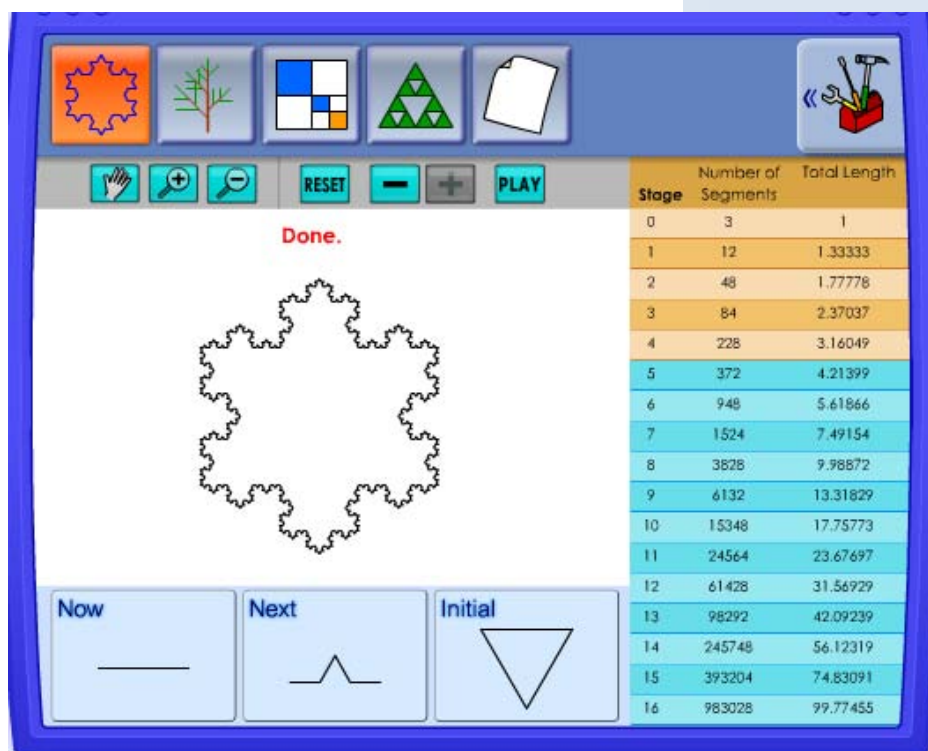 «
RESET
PLAY
Stage Number of Segments Total Length
0 3 1
1 12 1.33333
2 48 1.77778
3 84 2.37037
4 228 3.16049
5 372 4.21399
6 948 5.61866
7 1524 7.49154
8 3828 9.98872
9 6132 13.31829
10 15348 17.75773
11 24564 23.67697
12 61428 31.56929
13 98292 42.09239
14 245748 56.12319
15 393204 74.83091
16 983028 99.77455
Done.
Now
Next
Initial